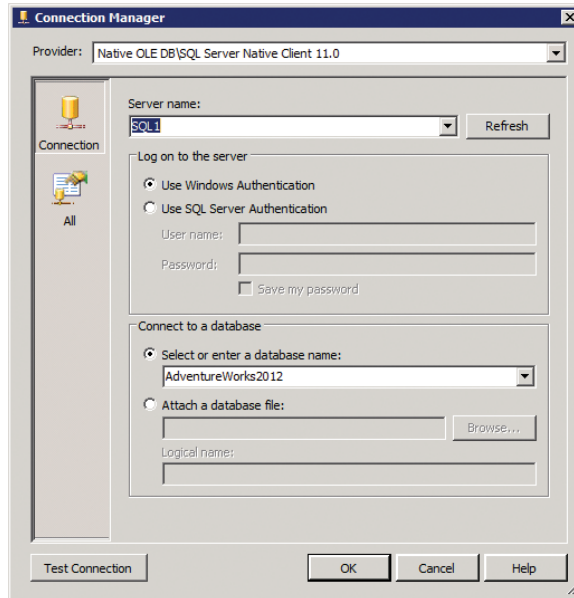 Connection Manager
Provider: Native OLE DB\SQL Server Native Client 11.0
Connection
All
Server name:
SQL1
Refresh
Log on to the server
Use Windows Authentication
Use SQL Server Authentication
User name:
Password:
Save my password
Connect to a database
Select or enter a database name:
AdventureWorks2012
Attach a database file:
Browse...
Logical name:
Test Connection
OK
Cancel
Help